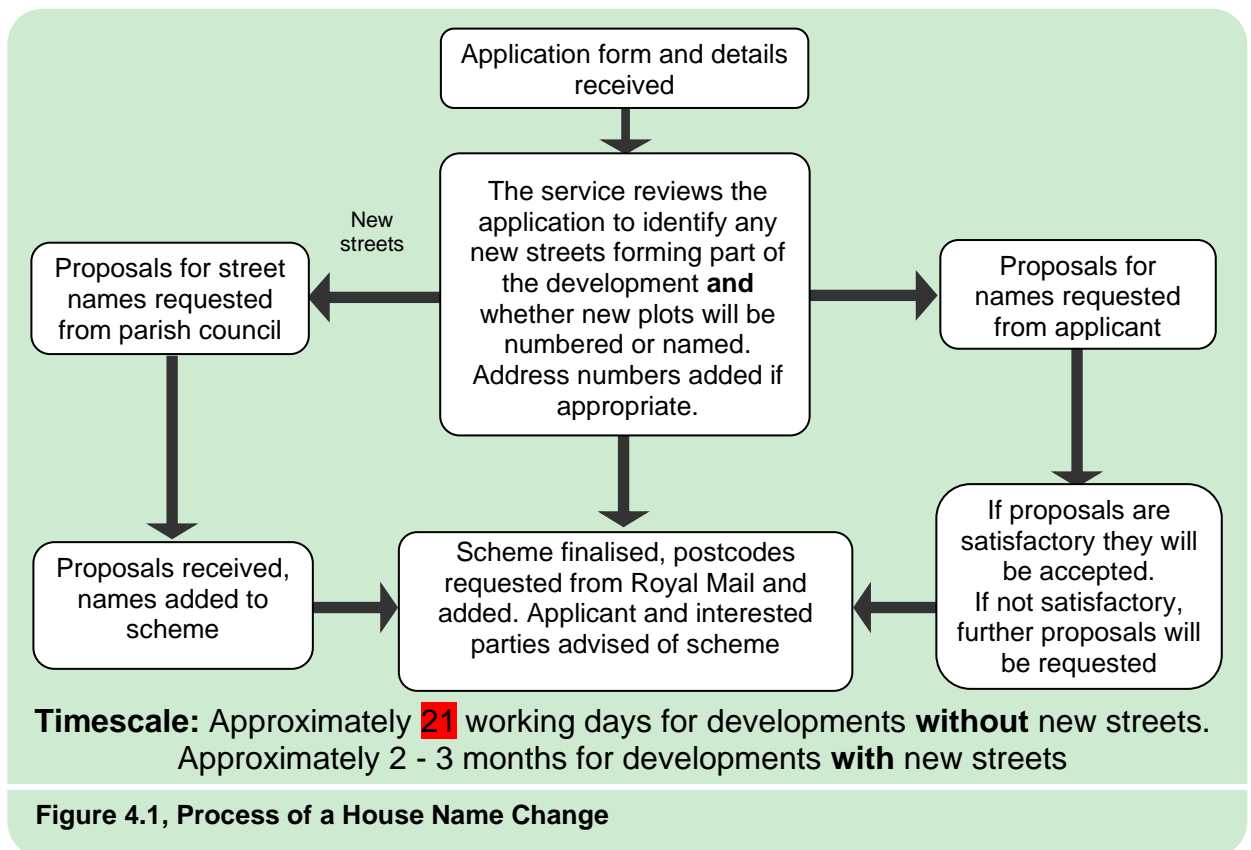 Application form and details
received
The service reviews the
application to identify any
new streets forming part of
the development and
whether new plots will be
numbered or named.
Address numbers added if
appropriate.
New
streets
Proposals for street
names requested
from parish council
Proposals for
names requested
from applicant
Proposals received,
names added to
scheme
Scheme finalised, postcodes
requested from Royal Mail and
added. Applicant and interested
parties advised of scheme
If proposals are
satisfactory they will
be accepted.
If not satisfactory,
further proposals will
be requested
Timescale: Approximately 21 working days for developments without new streets.
Approximately 2 - 3 months for developments with new streets
Figure 4.1, Process of a House Name Change